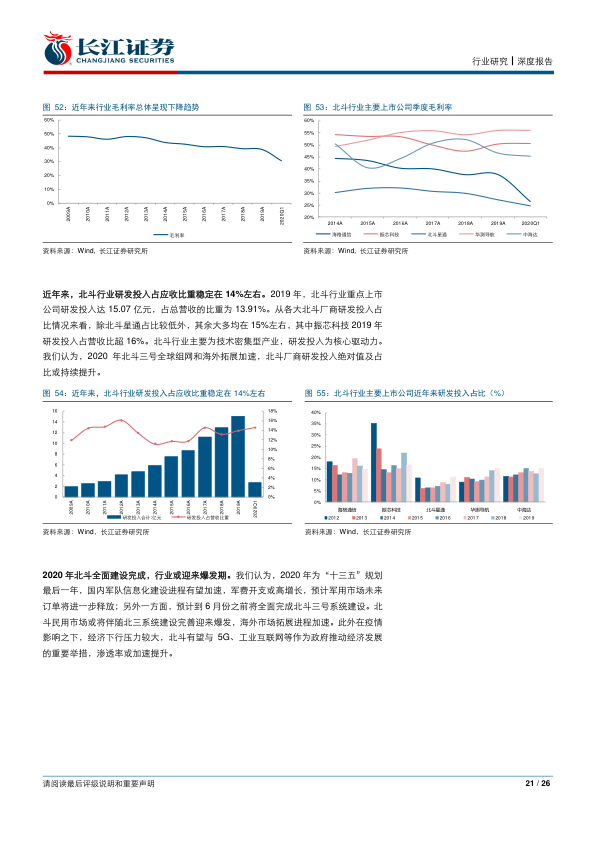 长江证券
CHANGJIANG SECURITIES
行业研究┃深度报告
图 52：近年来行业毛利率总体呈现下降趋势
60%
50%
40%
30%
20%
10%
0%
2009A 2010A 2011A 2012A 2013A 2014A 2015A 2016A 2017A 2018A 2019A 2020Q1
毛利率
资料来源：Wind，长江证券研究所
图 53：北斗行业主要上市公司季度毛利率
60%
55%
50%
45%
40%
35%
30%
25%
20%
2014A 2015A 2016A 2017A 2018A 2019A 2020Q1
海格通信 振芯科技 北斗星通 华测导航 中海达
资料来源：Wind，长江证券研究所
近年来，北斗行业研发投入占应收比重稳定在 14%左右。2019 年，北斗行业重点上市
公司研发投入达 15.07 亿元，占总营收的比重为 13.91%。从各大北斗厂商研发投入占
比情况来看，除北斗星通占比较低外，其余大多均在 15%左右，其中振芯科技 2019 年
研发投入占营收比超 16%。北斗行业主要为技术密集型产业，研发投入为核心驱动力。
我们认为，2020 年北斗三号全球组网和海外拓展加速，北斗厂商研发投入绝对值及占
比或持续提升。
图 54：近年来，北斗行业研发投入占应收比重稳定在 14%左右
16
14
12
10
8
6
4
2
0
18%
16%
14%
12%
10%
8%
6%
4%
2%
0%
2009A 2010A 2011A 2012A 2013A 2014A 2015A 2016A 2017A 2018A 2019A 2020Q1
研发投入合计/亿元 研发投入占营收比重
资料来源：Wind，长江证券研究所
图 55：北斗行业主要上市公司近年来研发投入占比（%）
40%
35%
30%
25%
20%
15%
10%
5%
0%
海格通信 振芯科技 北斗星通 华测导航 中海达
2012 2013 2014 2015 2016 2017 2018 2019
资料来源：Wind，长江证券研究所
2020 年北斗全面建设完成，行业或迎来爆发期。我们认为，2020 年为“十三五”规划
最后一年，国内军队信息化建设进程有望加速，军费开支或高增长，预计军用市场未来
订单将进一步释放；另外一方面，预计到 6 月份之前将全面完成北斗三号系统建设。北
斗民用市场或将伴随北三系统建设完善迎来爆发，海外市场拓展进程加速。此外在疫情
影响之下，经济下行压力较大，北斗有望与 5G、工业互联网等作为政府推动经济发展
的重要举措，渗透率或加速提升。
请阅读最后评级说明和重要声明
21 / 26